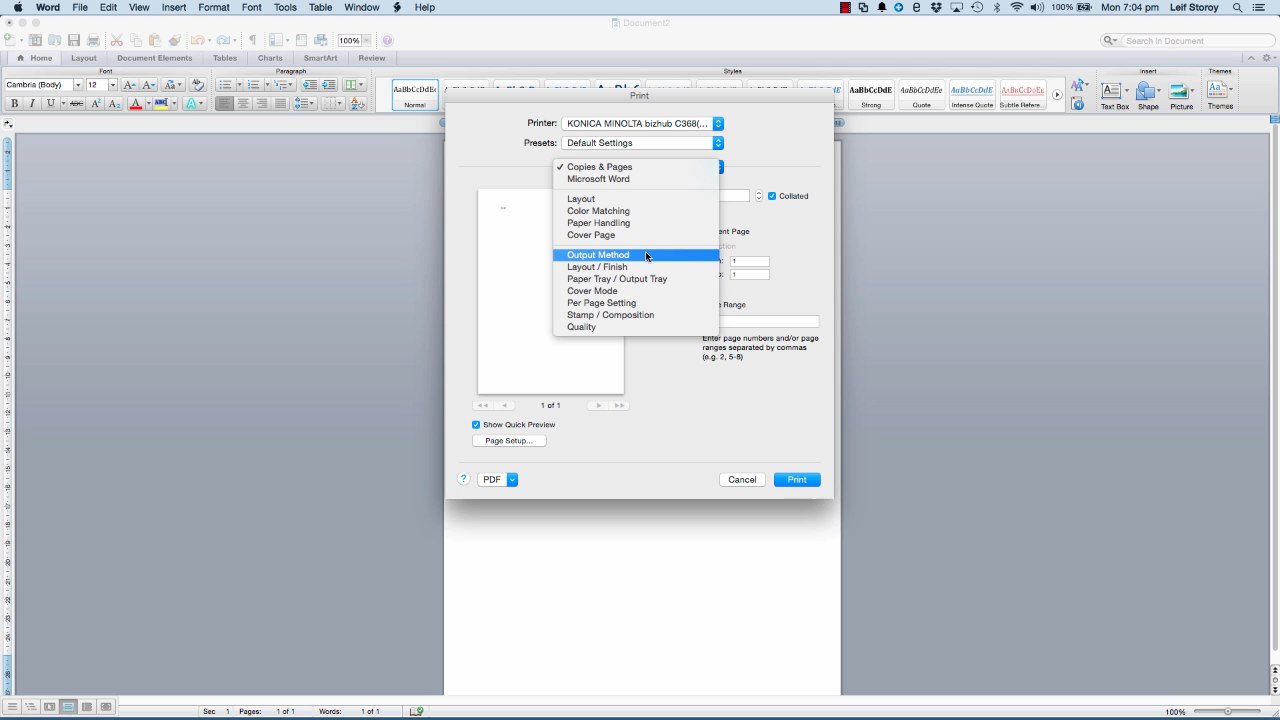 Word File Edit View Insert Format Font Tools Table Window Help 100% Mon 7:04 pm Leif Storoy
Document2
100% Search in Document
Home Layout Document Elements Tables Charts SmartArt Review
Font Paragraph Styles Insert Themes
Cambria (Body) 12
AaBbCcDdEe AaBbCcDdE AaBbCcDdE AaBbCcDdEe AaBbCcDdEe
Normal Strong Quote Intense Quote Subtle Refere... Text Box Shape Picture Themes
Print
Printer: KONICA MINOLTA bizhub C368(...
Presets: Default Settings
✓ Copies & Pages
Microsoft Word
Layout
Color Matching
Paper Handling
Cover Page
Output Method
Layout / Finish
Paper Tray / Output Tray
Cover Mode
Per Page Setting
Stamp / Composition
Quality
Collated
ent Page
1
1
Range
Enter page numbers and/or page
ranges separated by commas
(e.g. 2, 5-8)
1 of 1
Show Quick Preview
Page Setup...
? PDF Cancel Print
Sec 1 Pages: 1 of 1 Words: 1 of 1 100%